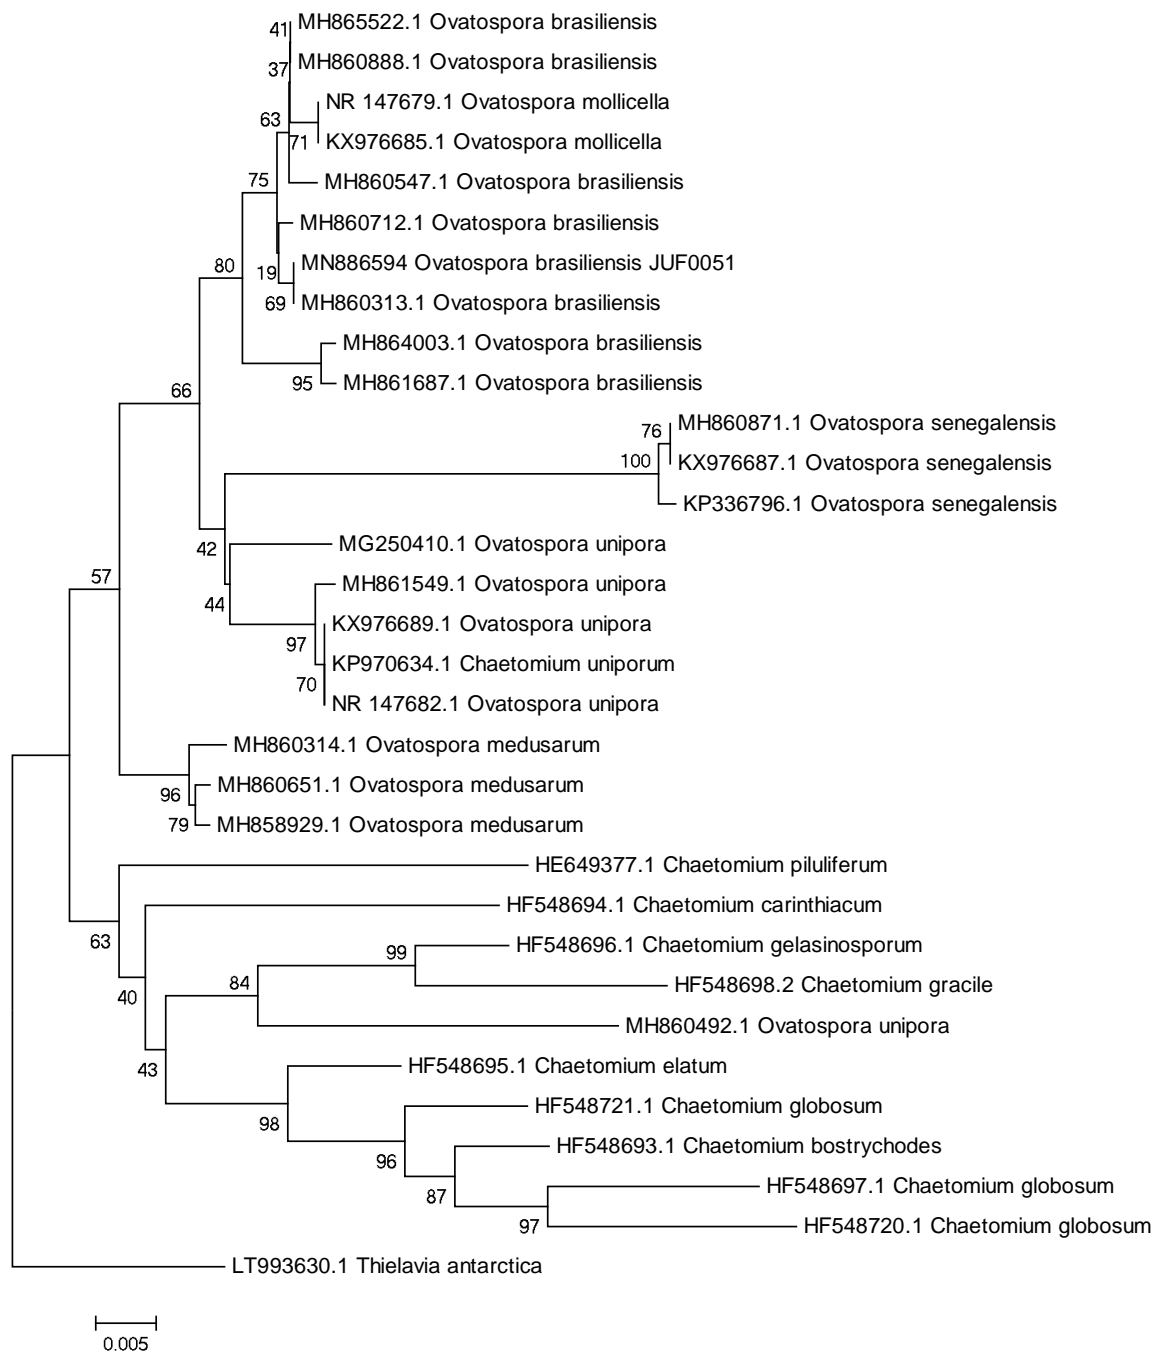 41
MH865522.1 Ovatospora brasiliensis
37
MH860888.1 Ovatospora brasiliensis
NR 147679.1 Ovatospora mollicella
63
71
KX976685.1 Ovatospora mollicella
75
MH860547.1 Ovatospora brasiliensis
MH860712.1 Ovatospora brasiliensis
80
19
MN886594 Ovatospora brasiliensis JUF0051
69
MH860313.1 Ovatospora brasiliensis
MH864003.1 Ovatospora brasiliensis
95
MH861687.1 Ovatospora brasiliensis
66
76
MH860871.1 Ovatospora senegalensis
100
KX976687.1 Ovatospora senegalensis
KP336796.1 Ovatospora senegalensis
42
MG250410.1 Ovatospora unipora
57
MH861549.1 Ovatospora unipora
44
KX976689.1 Ovatospora unipora
97
KP970634.1 Chaetomium uniporum
70
NR 147682.1 Ovatospora unipora
MH860314.1 Ovatospora medusarum
96
MH860651.1 Ovatospora medusarum
79
MH858929.1 Ovatospora medusarum
HE649377.1 Chaetomium piluliferum
HF548694.1 Chaetomium carinthiacum
63
99
HF548696.1 Chaetomium gelasinosporum
84
HF548698.2 Chaetomium gracile
40
MH860492.1 Ovatospora unipora
43
HF548695.1 Chaetomium elatum
HF548721.1 Chaetomium globosum
98
HF548693.1 Chaetomium bostrychodes
96
HF548697.1 Chaetomium globosum
87
97
HF548720.1 Chaetomium globosum
LT993630.1 Thielavia antarctica
0.005